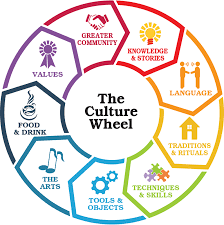 The
Culture
Wheel
GREATER
COMMUNITY
KNOWLEDGE
& STORIES
LANGUAGE
TRADITIONS
& RITUALS
TECHNIQUES
& SKILLS
TOOLS &
OBJECTS
THE ARTS
FOOD
& DRINK
VALUES